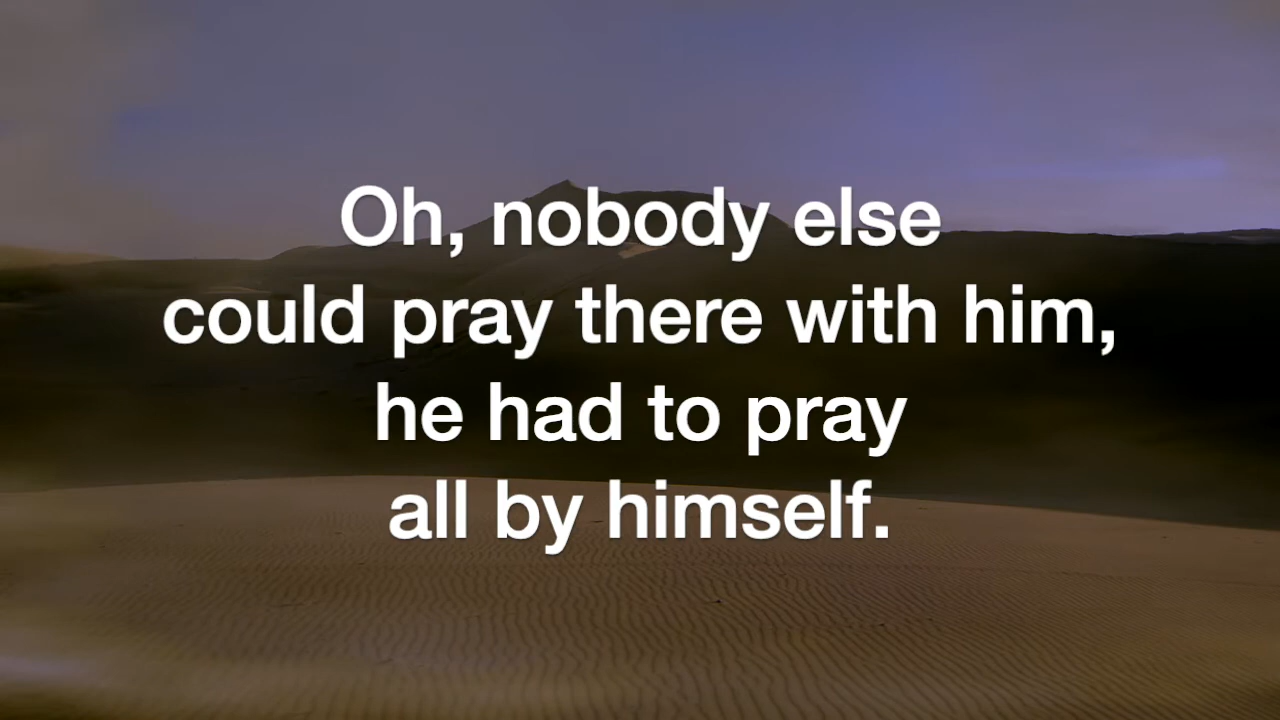 Oh, nobody else
could pray there with him,
he had to pray
all by himself.